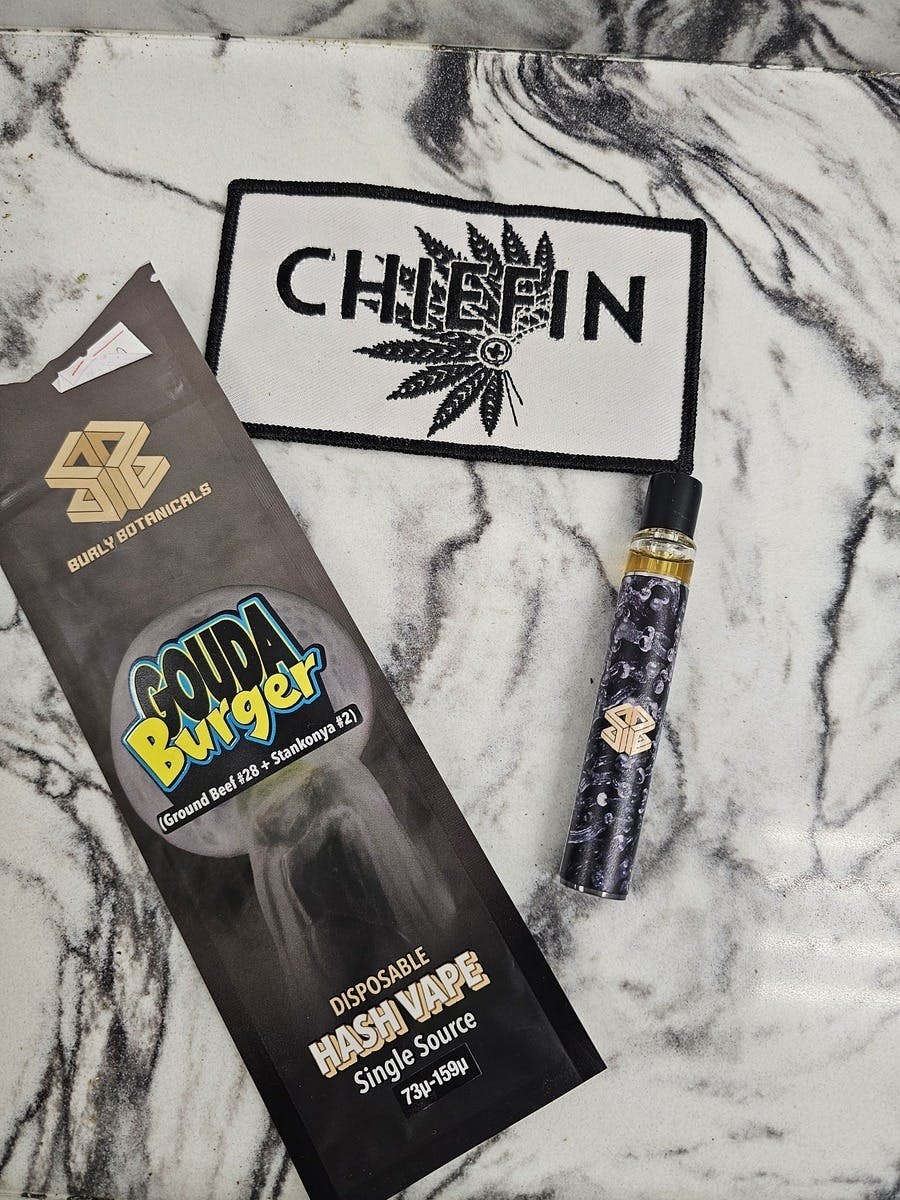 CHIEFIN
BURLY BOTANICALS
GOUDA
Burger
(Ground Beef #28 + Stankonya #2)
DISPOSABLE
HASH VAPE
Single Source
73µ-159µ